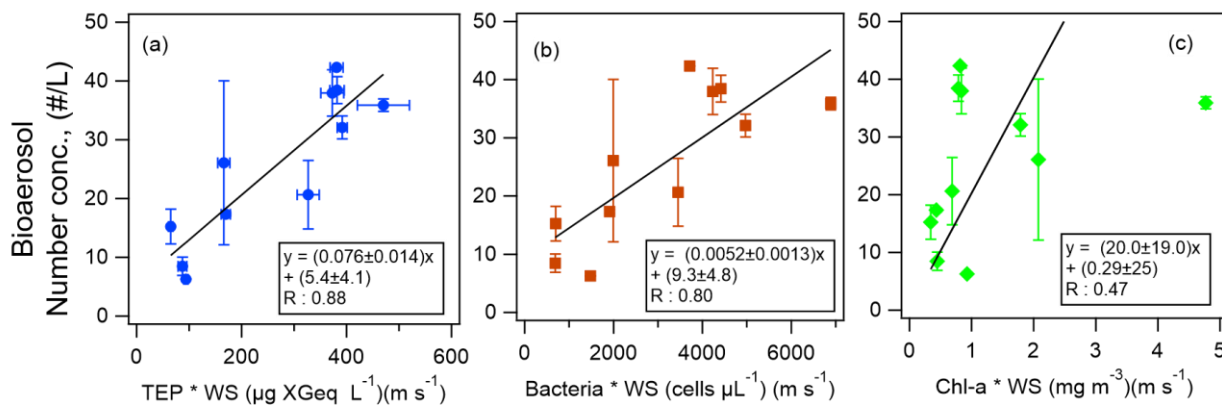 Bioaerosol
Number conc., (#/L)
50
40
30
20
10
0
(a)
y = (0.076±0.014)x
+ (5.4±4.1)
R : 0.88
0 200 400 600
TEP * WS (µg XGeq L⁻¹)(m s⁻¹)
50
40
30
20
10
0
(b)
y = (0.0052±0.0013)x
+ (9.3±4.8)
R : 0.80
0 2000 4000 6000
Bacteria * WS (cells µL⁻¹) (m s⁻¹)
50
40
30
20
10
0
(c)
y = (20.0±19.0)x
+ (0.29±25)
R : 0.47
0 1 2 3 4 5
Chl-a * WS (mg m⁻³)(m s⁻¹)